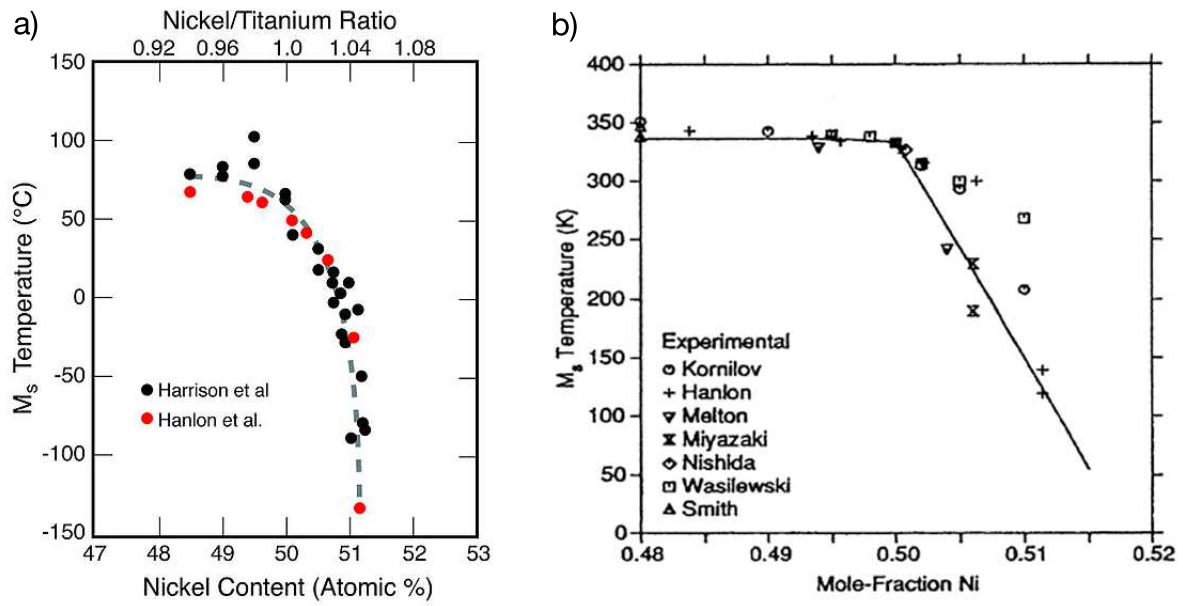 a)
Nickel/Titanium Ratio
0.92 0.96 1.0 1.04 1.08
150
100
50
0
-50
-100
-150
Ms Temperature (°C)
Harrison et al
Hanlon et al.
47 48 49 50 51 52 53
Nickel Content (Atomic %)
b)
400
350
300
250
200
150
100
50
0
Ms Temperature (K)
Experimental
Kornilov
Hanlon
Melton
Miyazaki
Nishida
Wasilewski
Smith
0.48 0.49 0.50 0.51 0.52
Mole-Fraction Ni